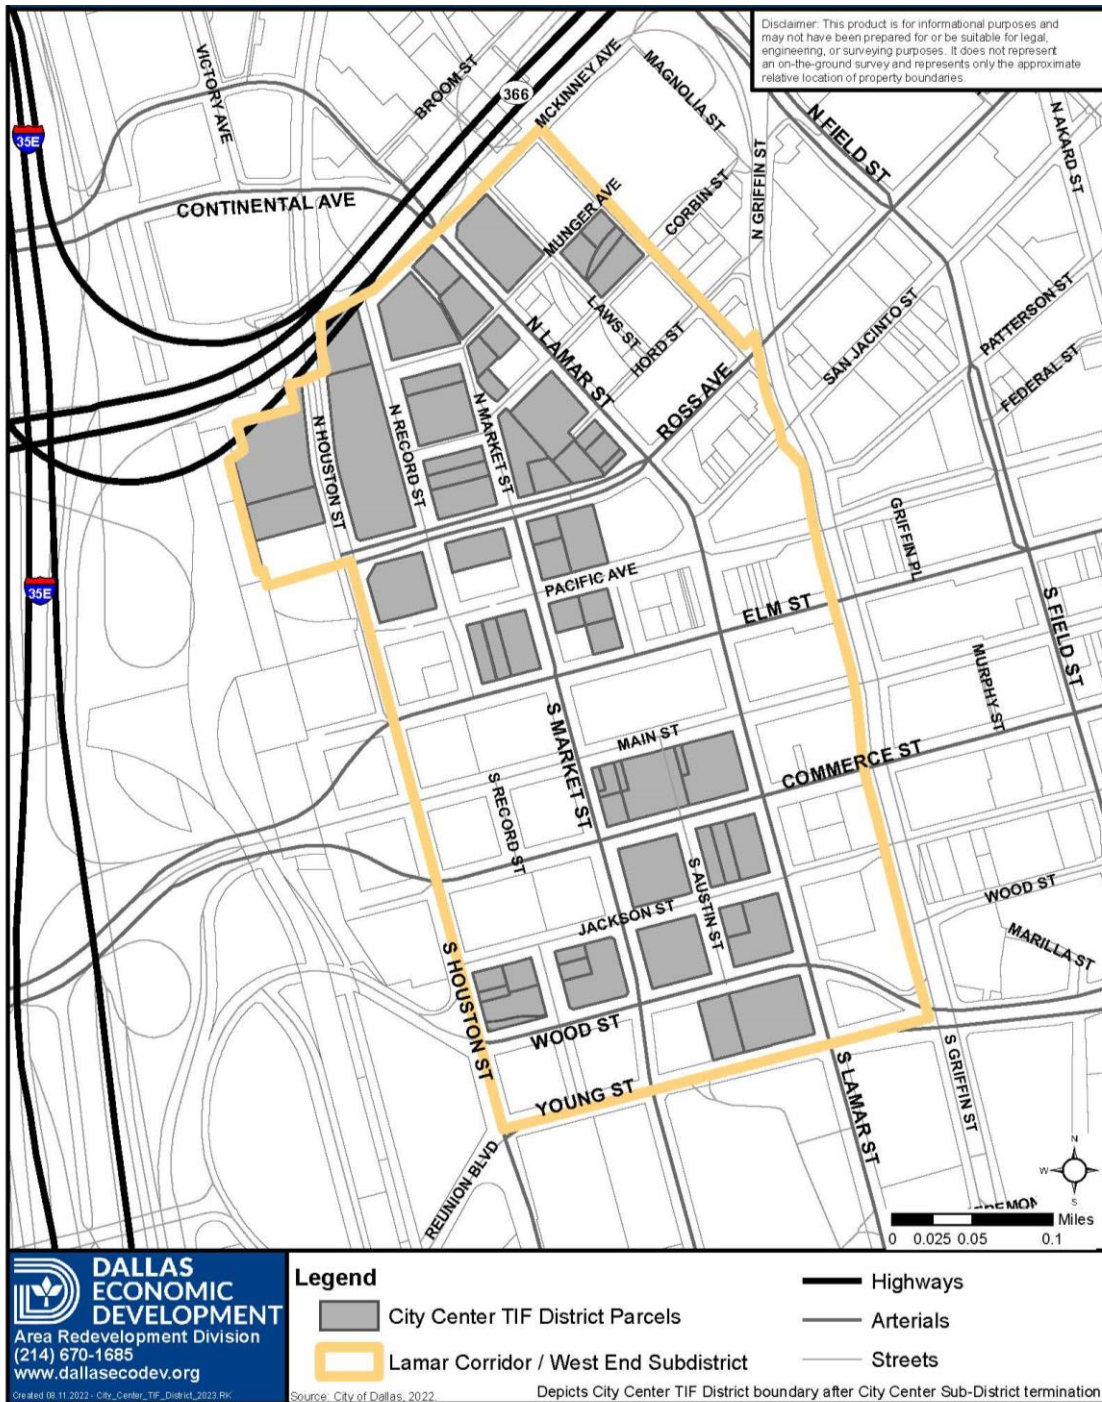 Disclaimer: This product is for informational purposes and
may not have been prepared for or be suitable for legal,
engineering, or surveying purposes. It does not represent
an on-the-ground survey and represents only the approximate
relative location of property boundaries.
VICTORY AVE
BROOM ST
366
MCKINNEY AVE
MAGNOLIA ST
N GRIFFIN ST
N FIELD ST
N AKARD ST
35E
CONTINENTAL AVE
MUNGER AVE
CORBIN ST
LAWS ST
HORD ST
N LAMAR ST
ROSS AVE
SAN JACINTO ST
PATTERSON ST
FEDERAL ST
N HOUSTON ST
N RECORD ST
N MARKET ST
GRIFFIN PL
35E
PACIFIC AVE
ELM ST
S FIELD ST
MURPHY ST
S MARKET ST
MAIN ST
COMMERCE ST
S RECORD ST
S AUSTIN ST
JACKSON ST
WOOD ST
MARILLA ST
S HOUSTON ST
WOOD ST
YOUNG ST
S LAMAR ST
S GRIFFIN ST
REUNION BLVD
N
W E
S
Miles
0 0.025 0.05 0.1
DALLAS
ECONOMIC
DEVELOPMENT
Area Redevelopment Division
(214) 670-1685
www.dallasecodev.org
Created 08.11.2022 - City_Center_TIF_District_2023.RK
Legend
City Center TIF District Parcels
Lamar Corridor / West End Subdistrict
Highways
Arterials
Streets
Source: City of Dallas, 2022.
Depicts City Center TIF District boundary after City Center Sub-District termination